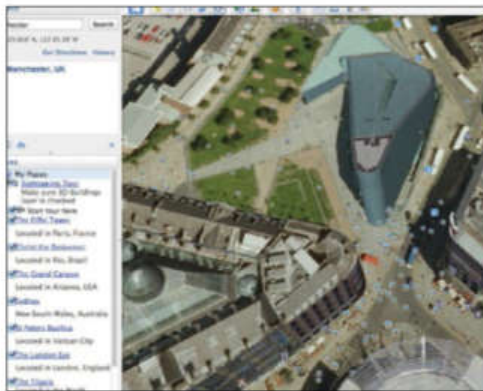 Search
Get Directions History
Manchester, UK
My Places
Sightseeing Tour
Make sure 3D Buildings
layer is checked
Start Tour Here
The Eiffel Tower
Located in Paris, France
Christ the Redeemer
Located in Rio, Brazil
The Grand Canyon
Located in Arizona, USA
Sydney
New South Wales, Australia
St Peters Basilica
Located in Vatican City
The London Eye
Located in London, England